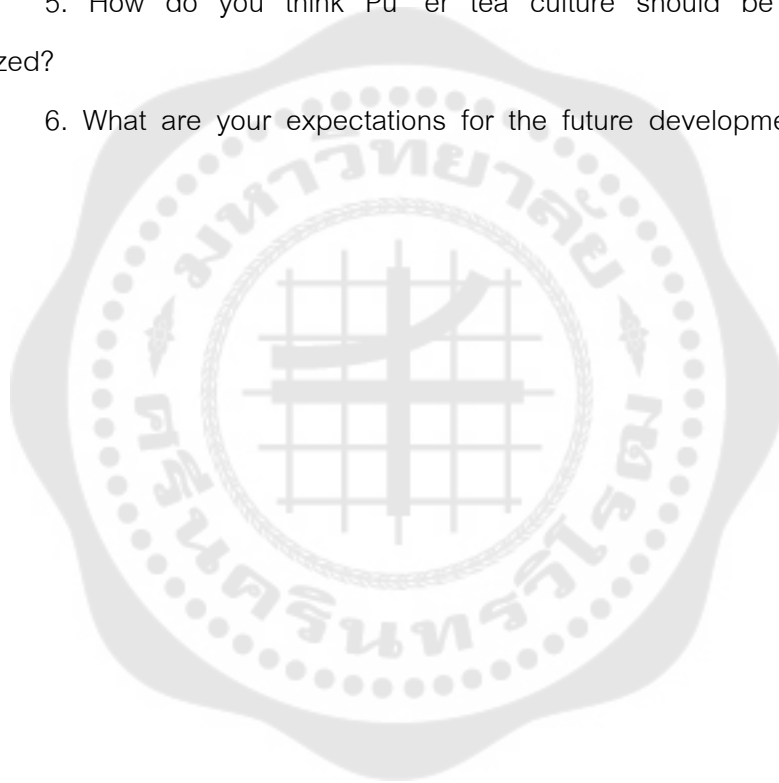 5. How do you think Pu er tea culture should be
zed?
6. What are your expectations for the future developme
มหาวิทยาลัย
ศรีนครินทรวิโรฒ